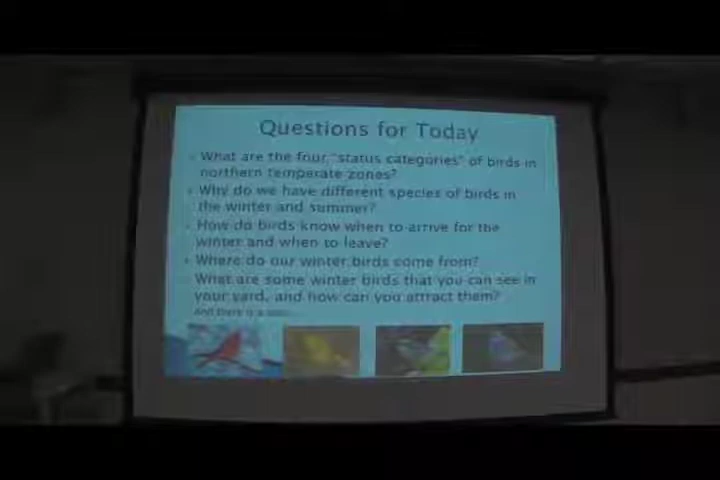 Questions for Today
What are the four "status categories" of birds in
northern temperate zones?
Why do we have different species of birds in
the winter and summer?
How do birds know when to arrive for the
winter and when to leave?
Where do our winter birds come from?
What are some winter birds that you can see in
your yard, and how can you attract them?
And there is a